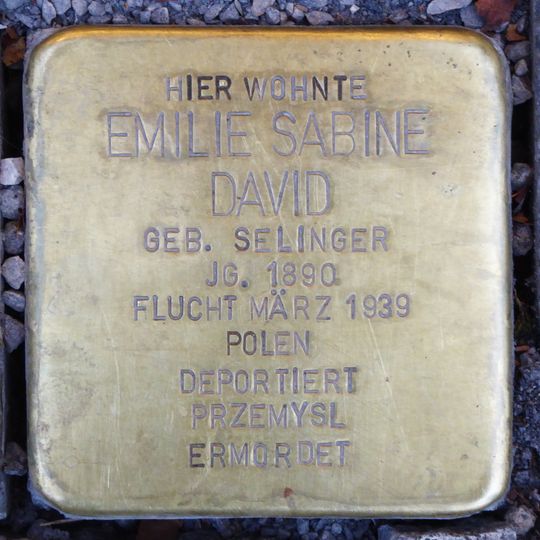 HIER WOHNTE
EMILIE SABINE
DAVID
GEB. SELINGER
JG. 1890
FLUCHT MÄRZ 1939
POLEN
DEPORTIERT
PRZEMYSL
ERMORDET